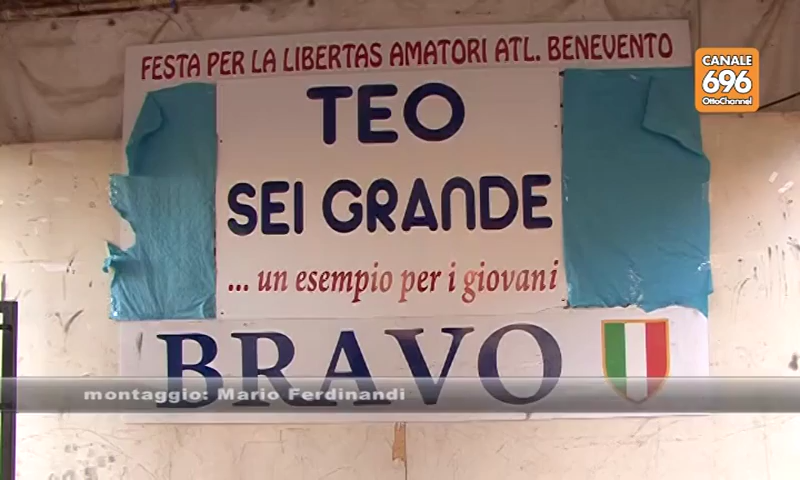 FESTA PER LA LIBERTAS AMATORI ATL. BENEVENTO
CANALE
696
OttoChannel
TEO
SEI GRANDE
... un esempio per i giovani
BRAVO
montaggio: Mario Ferdinandi